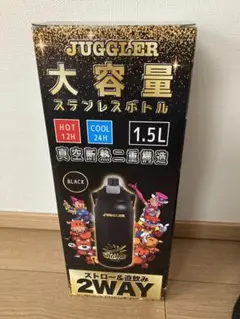 JUGGLER
大容量
ステンレスボトル
HOT
12H
COOL
24H
1.5L
真空断熱二重構造
BLACK
ストロー&直飲み
2WAY